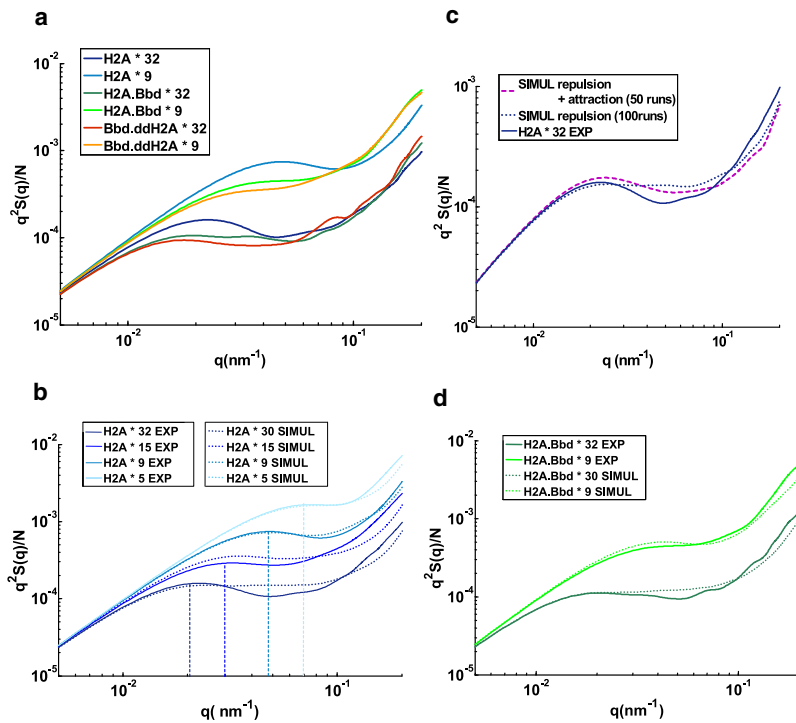 a
H2A * 32
H2A * 9
H2A.Bbd * 32
H2A.Bbd * 9
Bbd.ddH2A * 32
Bbd.ddH2A * 9
10^-2
10^-3
10^-4
10^-5
q^2 S(q)/N
10^-2
10^-1
q(nm^-1)
c
SIMUL repulsion
+ attraction (50 runs)
SIMUL repulsion (100runs)
H2A * 32 EXP
10^-3
10^-4
10^-5
q^2 S(q)/N
10^-2
10^-1
q (nm^-1)
b
H2A * 32 EXP
H2A * 15 EXP
H2A * 9 EXP
H2A * 5 EXP
H2A * 30 SIMUL
H2A * 15 SIMUL
H2A * 9 SIMUL
H2A * 5 SIMUL
10^-2
10^-3
10^-4
10^-5
q^2 S(q)/N
10^-2
10^-1
q( nm^-1)
d
H2A.Bbd * 32 EXP
H2A.Bbd * 9 EXP
H2A.Bbd * 30 SIMUL
H2A.Bbd * 9 SIMUL
10^-2
10^-3
10^-4
10^-5
q^2 S(q)/N
10^-2
10^-1
q(nm^-1)